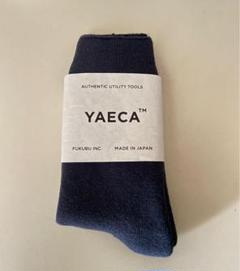 AUTHENTIC UTILITY TOOLS
YAECA™
FUKUBU INC. MADE IN JAPAN